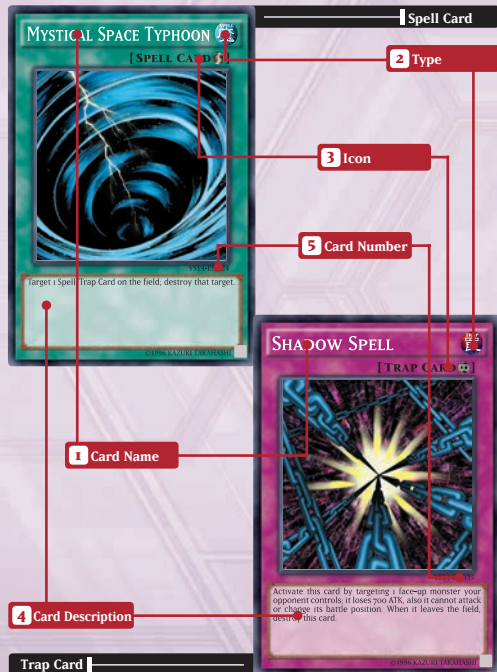 Spell Card
MYSTICAL SPACE TYPHOON
[SPELL CARD]
2 Type
3 Icon
5 Card Number
Target 1 Spell/Trap Card on the field; destroy that target.
©1996 KAZUKI TAKAHASHI
SHADOW SPELL
[TRAP CARD]
1 Card Name
4 Card Description
Activate this card by targeting 1 face-up monster your
opponent controls; it loses 700 ATK, also it cannot attack
or change its battle position. When it leaves the field,
destroy this card.
©1996 KAZUKI TAKAHASHI
Trap Card